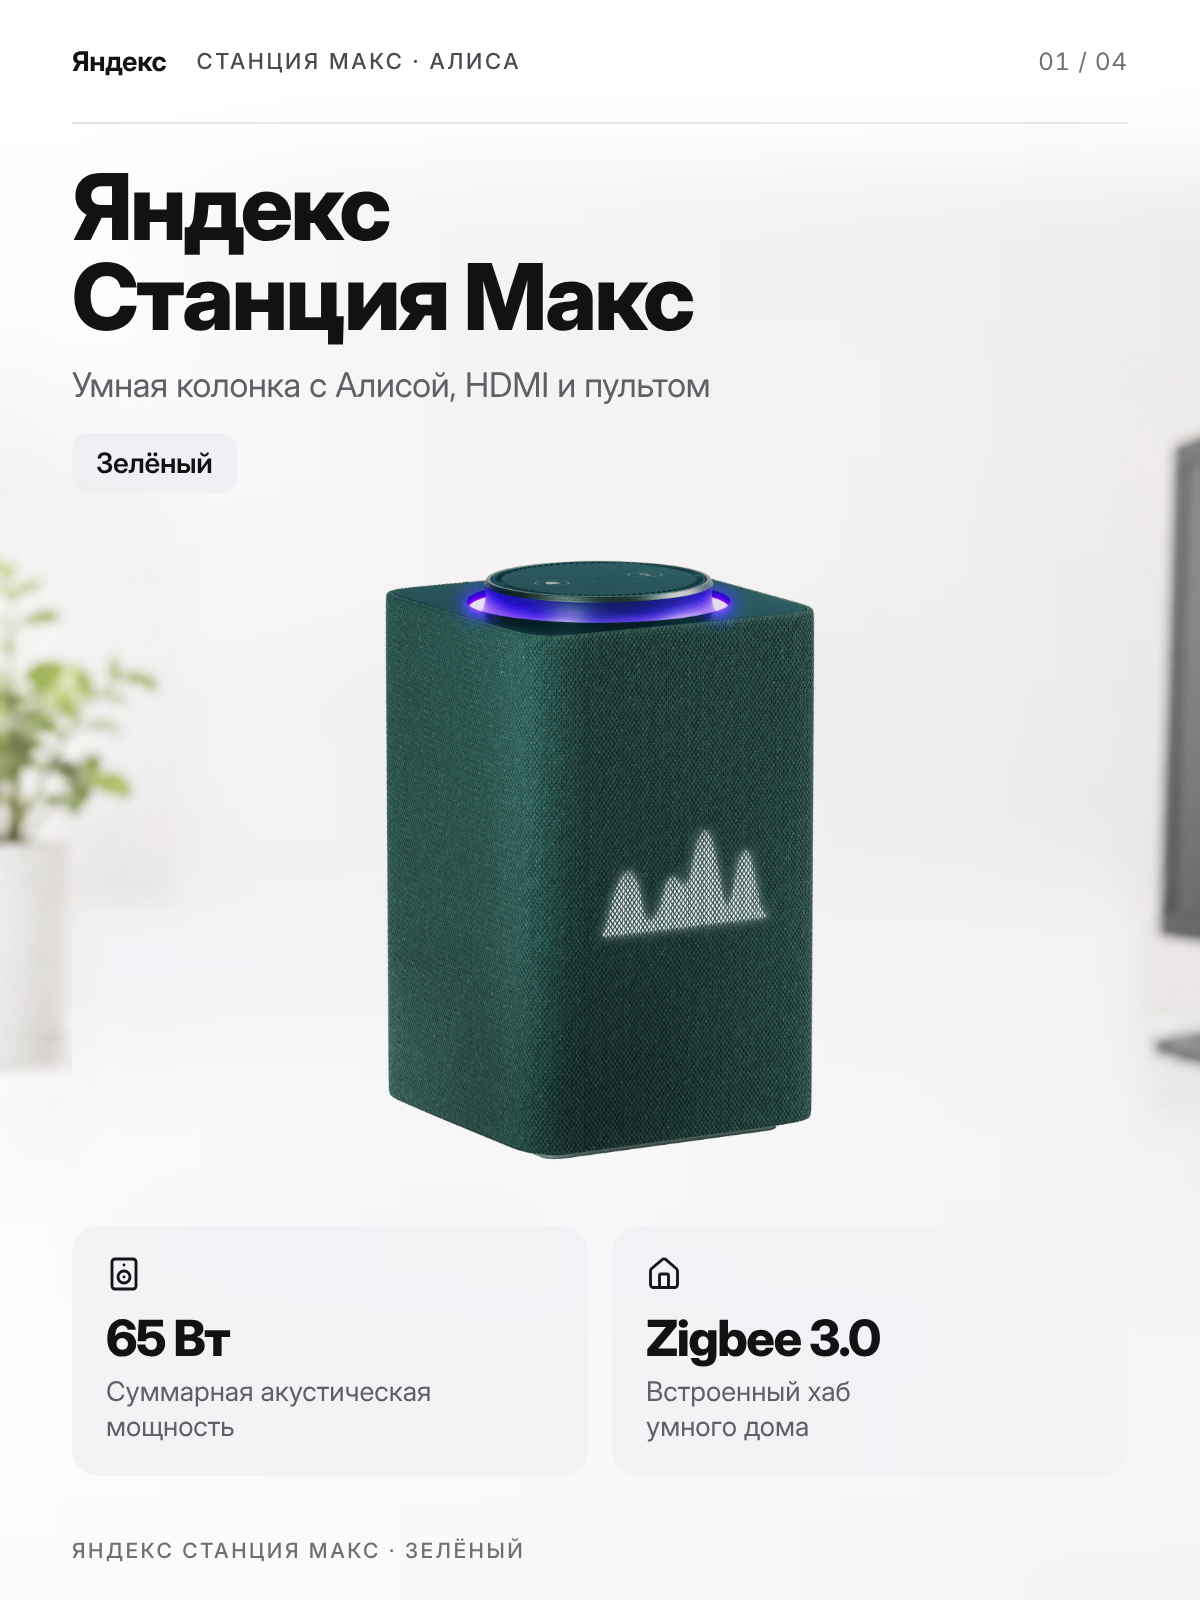 Яндекс СТАНЦИЯ МАКС · АЛИСА 01 / 04
Яндекс
Станция Макс
Умная колонка с Алисой, HDMI и пультом
Зелёный
65 Вт
Суммарная акустическая
мощность
Zigbee 3.0
Встроенный хаб
умного дома
ЯНДЕКС СТАНЦИЯ МАКС · ЗЕЛЁНЫЙ